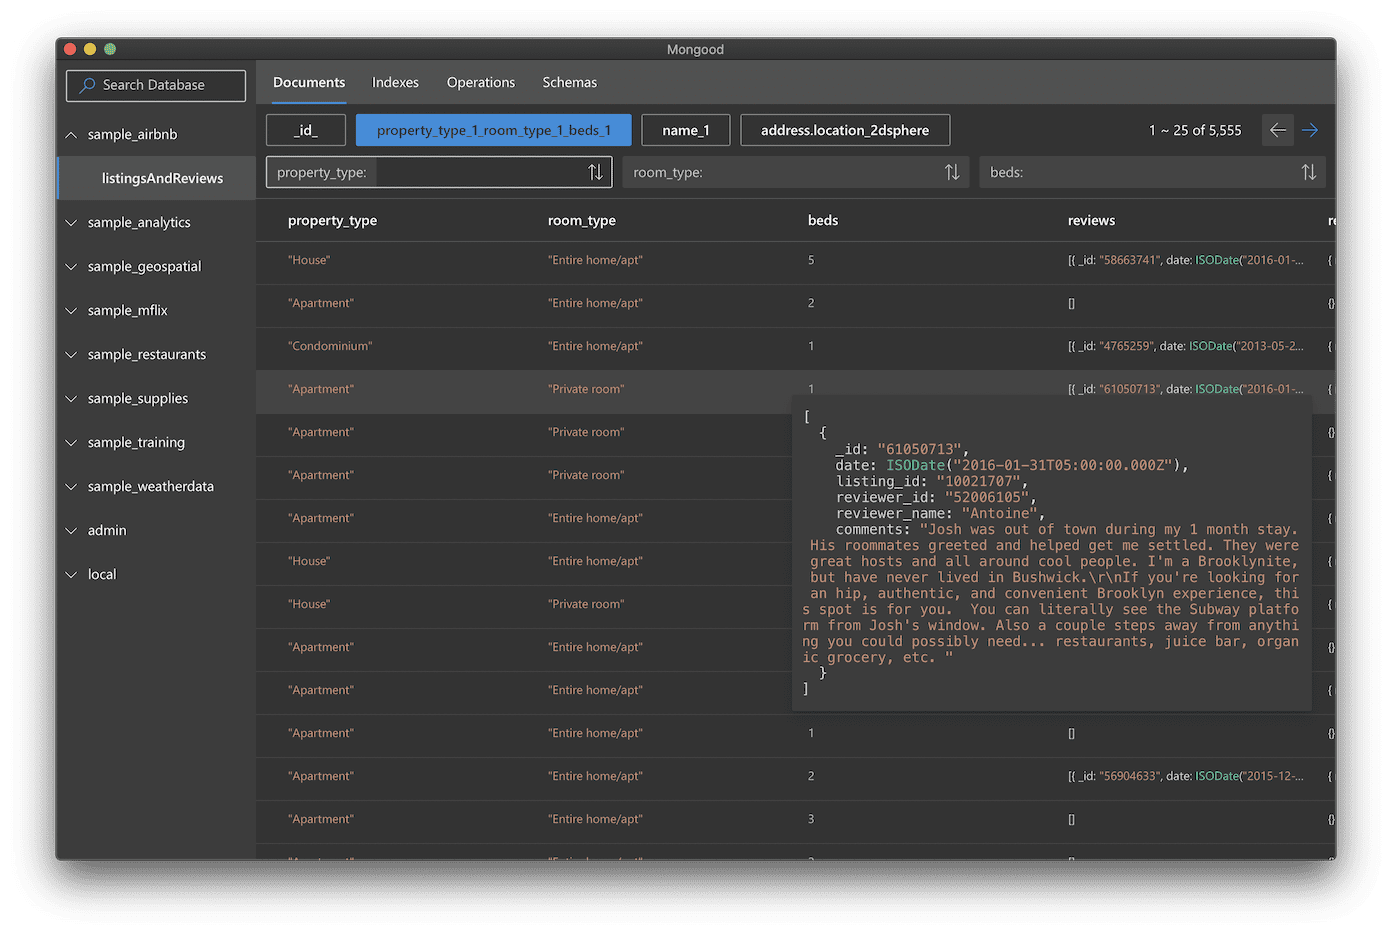 Mongood
Search Database
Documents Indexes Operations Schemas
sample_airbnb
listingsAndReviews
sample_analytics
sample_geospatial
sample_mflix
sample_restaurants
sample_supplies
sample_training
sample_weatherdata
admin
local
_id_ property_type_1_room_type_1_beds_1 name_1 address.location_2dsphere 1 ~ 25 of 5,555
property_type: room_type: beds:
property_type room_type beds reviews
"House" "Entire home/apt" 5 [{ _id: "58663741", date: ISODate("2016-01-... {
"Apartment" "Entire home/apt" 2 [] {}
"Condominium" "Entire home/apt" 1 [{ _id: "4765259", date: ISODate("2013-05-2... {
"Apartment" "Private room" 1 [{ _id: "61050713", date: ISODate("2016-01-... {
"Apartment" "Private room" {}
"Apartment" "Private room" {
"Apartment" "Entire home/apt" {
"House" "Entire home/apt" {
"House" "Private room" {
"Apartment" "Entire home/apt" {}
"Apartment" "Entire home/apt" {
"Apartment" "Entire home/apt" 1 [] {}
"Apartment" "Entire home/apt" 2 [{ _id: "56904633", date: ISODate("2015-12-... {
"Apartment" "Entire home/apt" 3 [] {}
[
{
_id: "61050713",
date: ISODate("2016-01-31T05:00:00.000Z"),
listing_id: "10021707",
reviewer_id: "52006105",
reviewer_name: "Antoine",
comments: "Josh was out of town during my 1 month stay.
His roommates greeted and helped get me settled. They were
great hosts and all around cool people. I'm a Brooklynite,
but have never lived in Bushwick.\r\nIf you're looking for
an hip, authentic, and convenient Brooklyn experience, thi
s spot is for you.  You can literally see the Subway platfo
rm from Josh's window. Also a couple steps away from anythi
ng you could possibly need... restaurants, juice bar, organ
ic grocery, etc. "
}
]